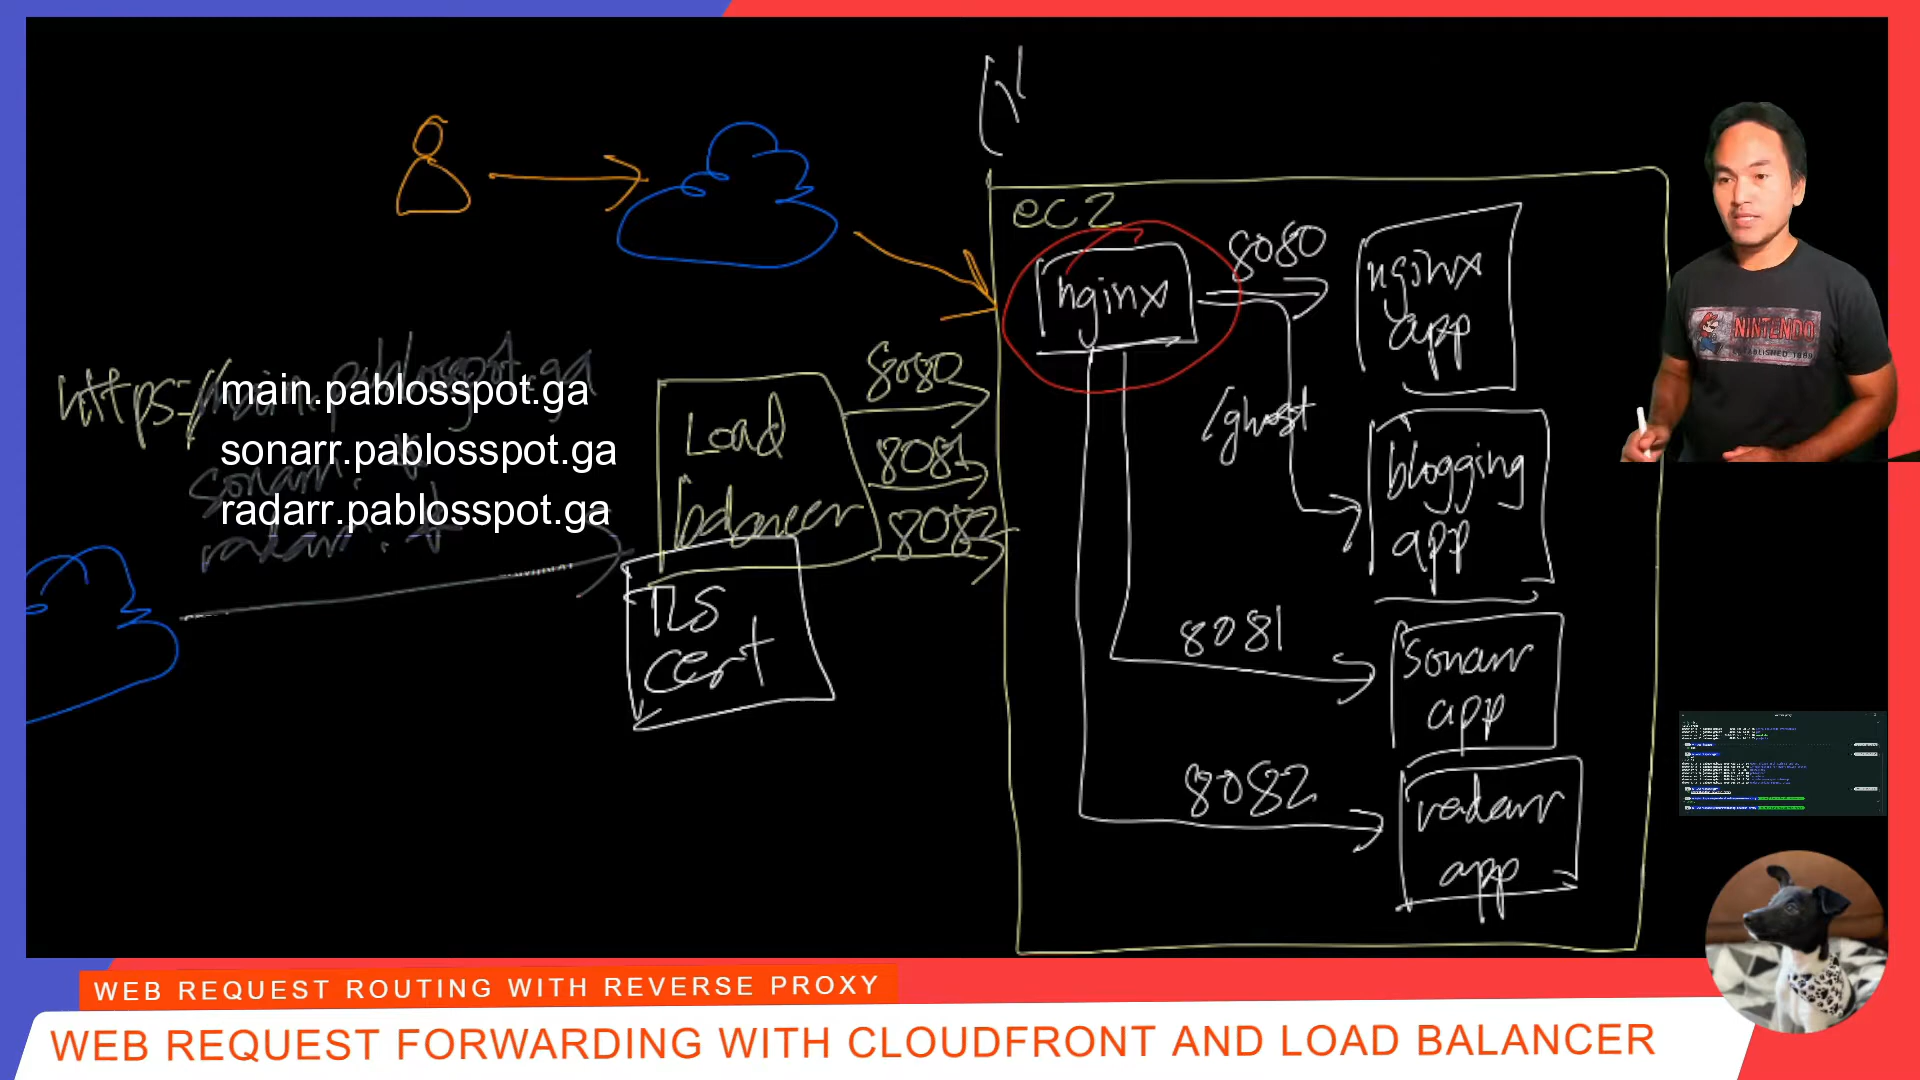 ec2
8080
nginx
nginx
app
https://
main.pablosspot.ga
sonarr.pablosspot.ga
radarr.pablosspot.ga
Load
balancer
8080
8081
8082
/ghost
blogging
app
TLS
cert
8081
sonarr
app
8082
radarr
app
NINTENDO
ESTABLISHED 1889
WEB REQUEST ROUTING WITH REVERSE PROXY
WEB REQUEST FORWARDING WITH CLOUDFRONT AND LOAD BALANCER